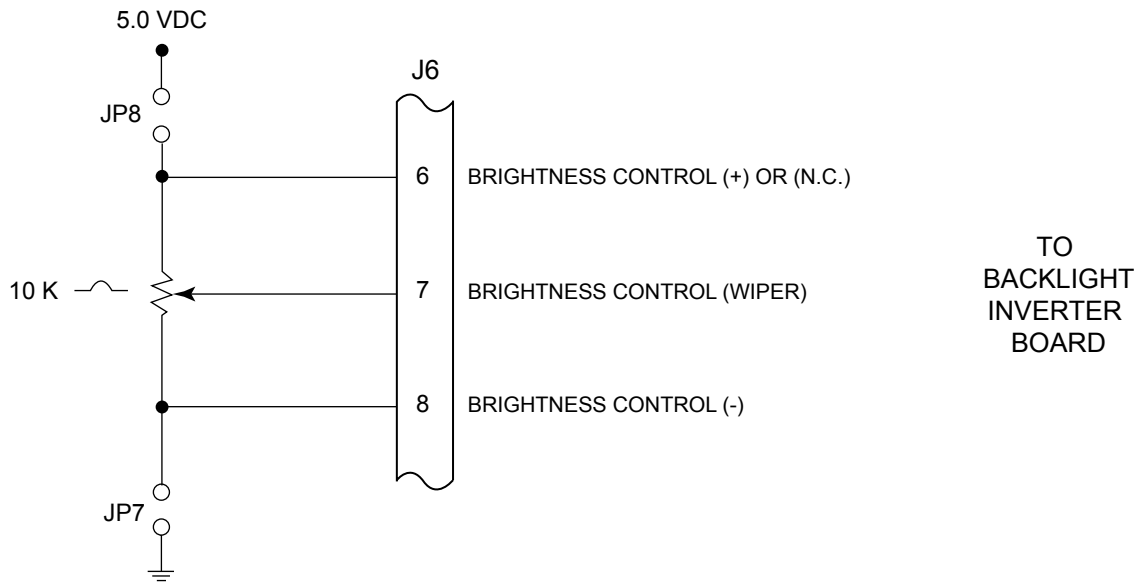 5.0 VDC
J6
JP8
6 BRIGHTNESS CONTROL (+) OR (N.C.)
10 K
7 BRIGHTNESS CONTROL (WIPER)
TO
BACKLIGHT
INVERTER
BOARD
8 BRIGHTNESS CONTROL (-)
JP7